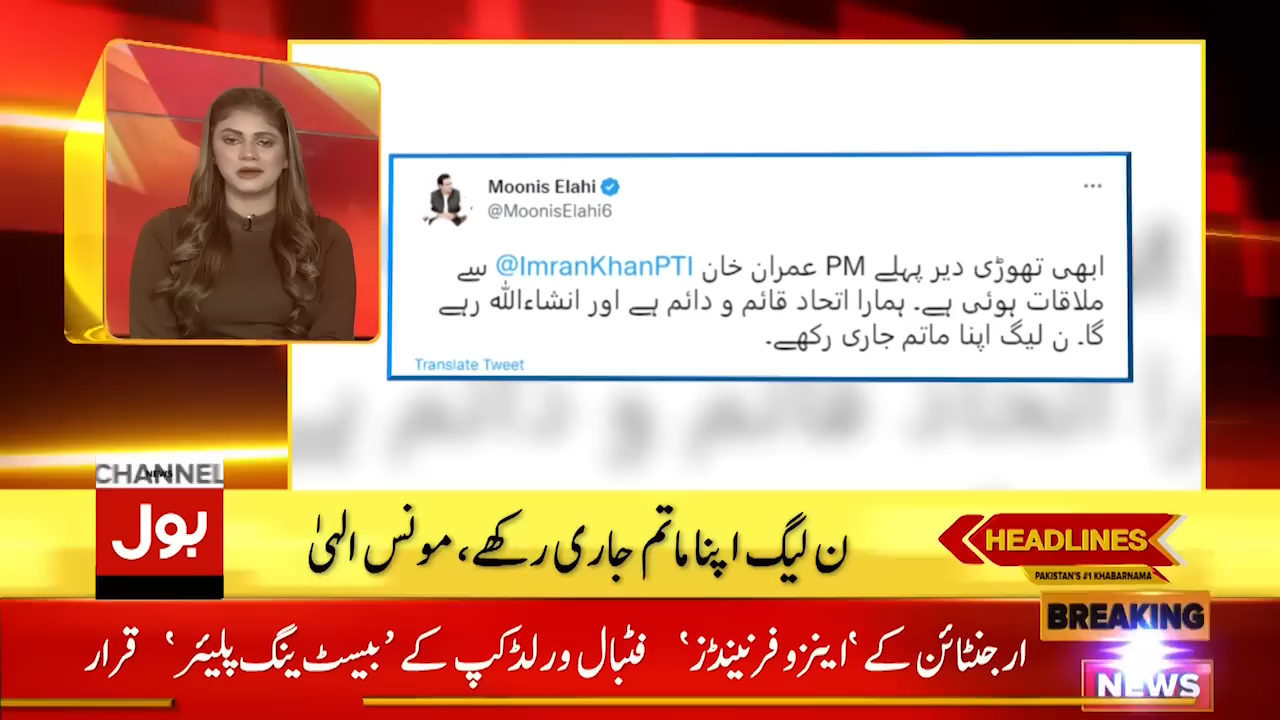 Moonis Elahi
@MoonisElahi6
ابھی تھوڑی دیر پہلے PM عمران خان @ImranKhanPTI سے
ملاقات ہوئی ہے۔ ہمارا اتحاد قائم و دائم ہے اور انشاءاللّٰہ رہے
گا۔ ن لیگ اپنا ماتم جاری رکھے۔
Translate Tweet
CHANNEL
NEWS
بول
ن لیگ اپنا ماتم جاری رکھے، مونس الہیٰ
HEADLINES
PAKISTAN'S #1 KHABARNAMA
BREAKING
NEWS
ارجنٹائن کے ‘اینزو فرنینڈز’ فٹبال ورلڈکپ کے ’بیسٹ ینگ پلیئر‘ قرار